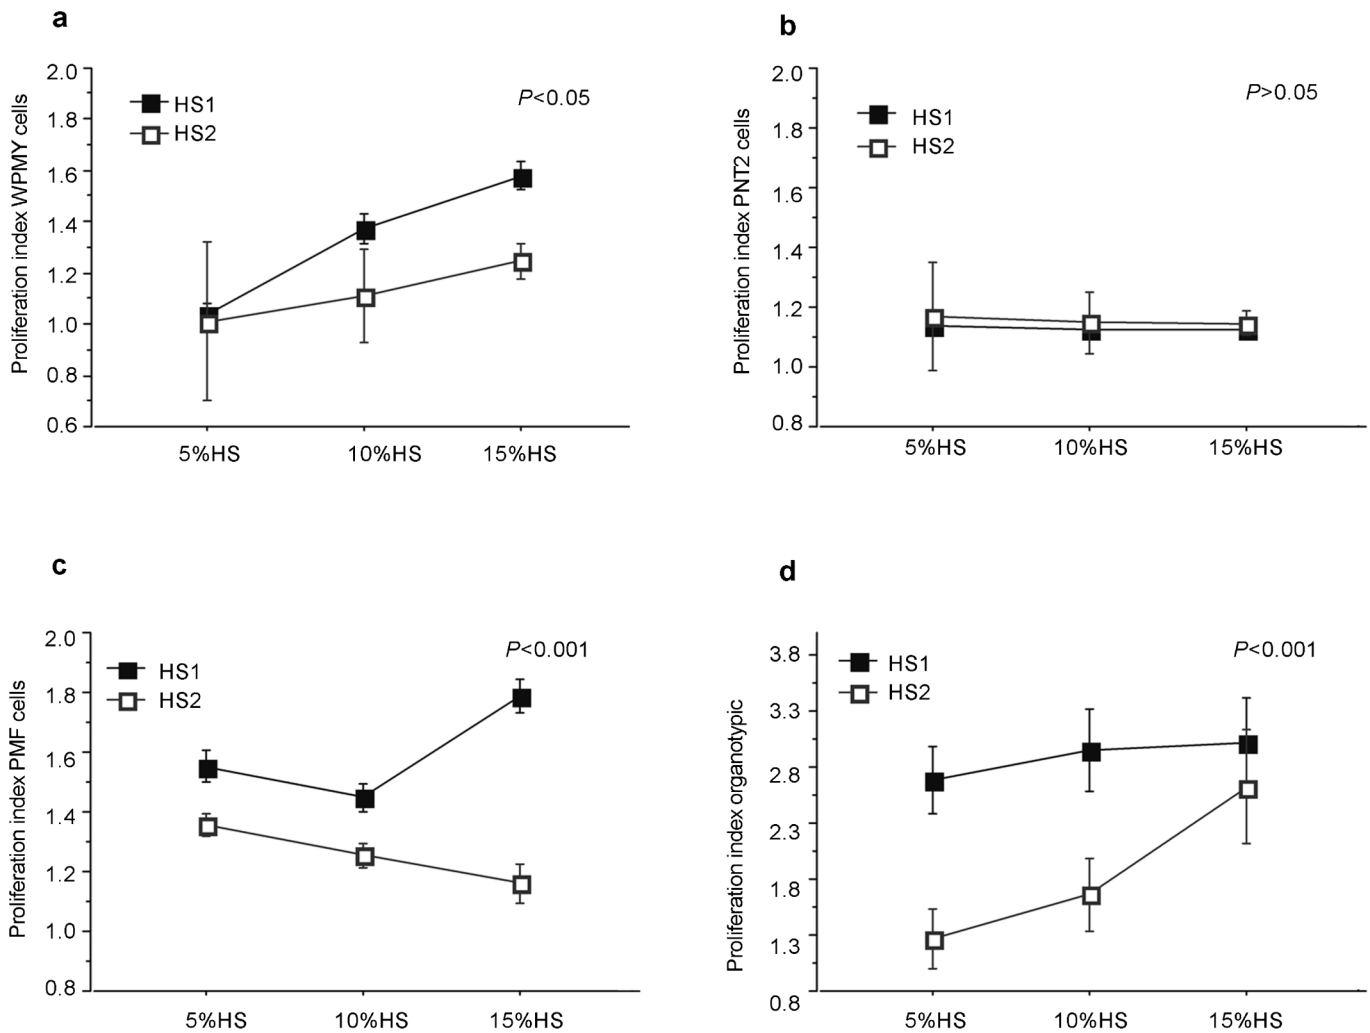 a
Proliferation index WPMY cells
2.0
1.8
1.6
1.4
1.2
1.0
0.8
0.6
HS1
HS2
P<0.05
5%HS 10%HS 15%HS
b
Proliferation index PNT2 cells
2.0
1.8
1.6
1.4
1.2
1.0
0.8
HS1
HS2
P>0.05
5%HS 10%HS 15%HS
c
Proliferation index PMF cells
2.0
1.8
1.6
1.4
1.2
1.0
0.8
HS1
HS2
P<0.001
5%HS 10%HS 15%HS
d
Proliferation index organotypic
3.8
3.3
2.8
2.3
1.8
1.3
0.8
HS1
HS2
P<0.001
5%HS 10%HS 15%HS